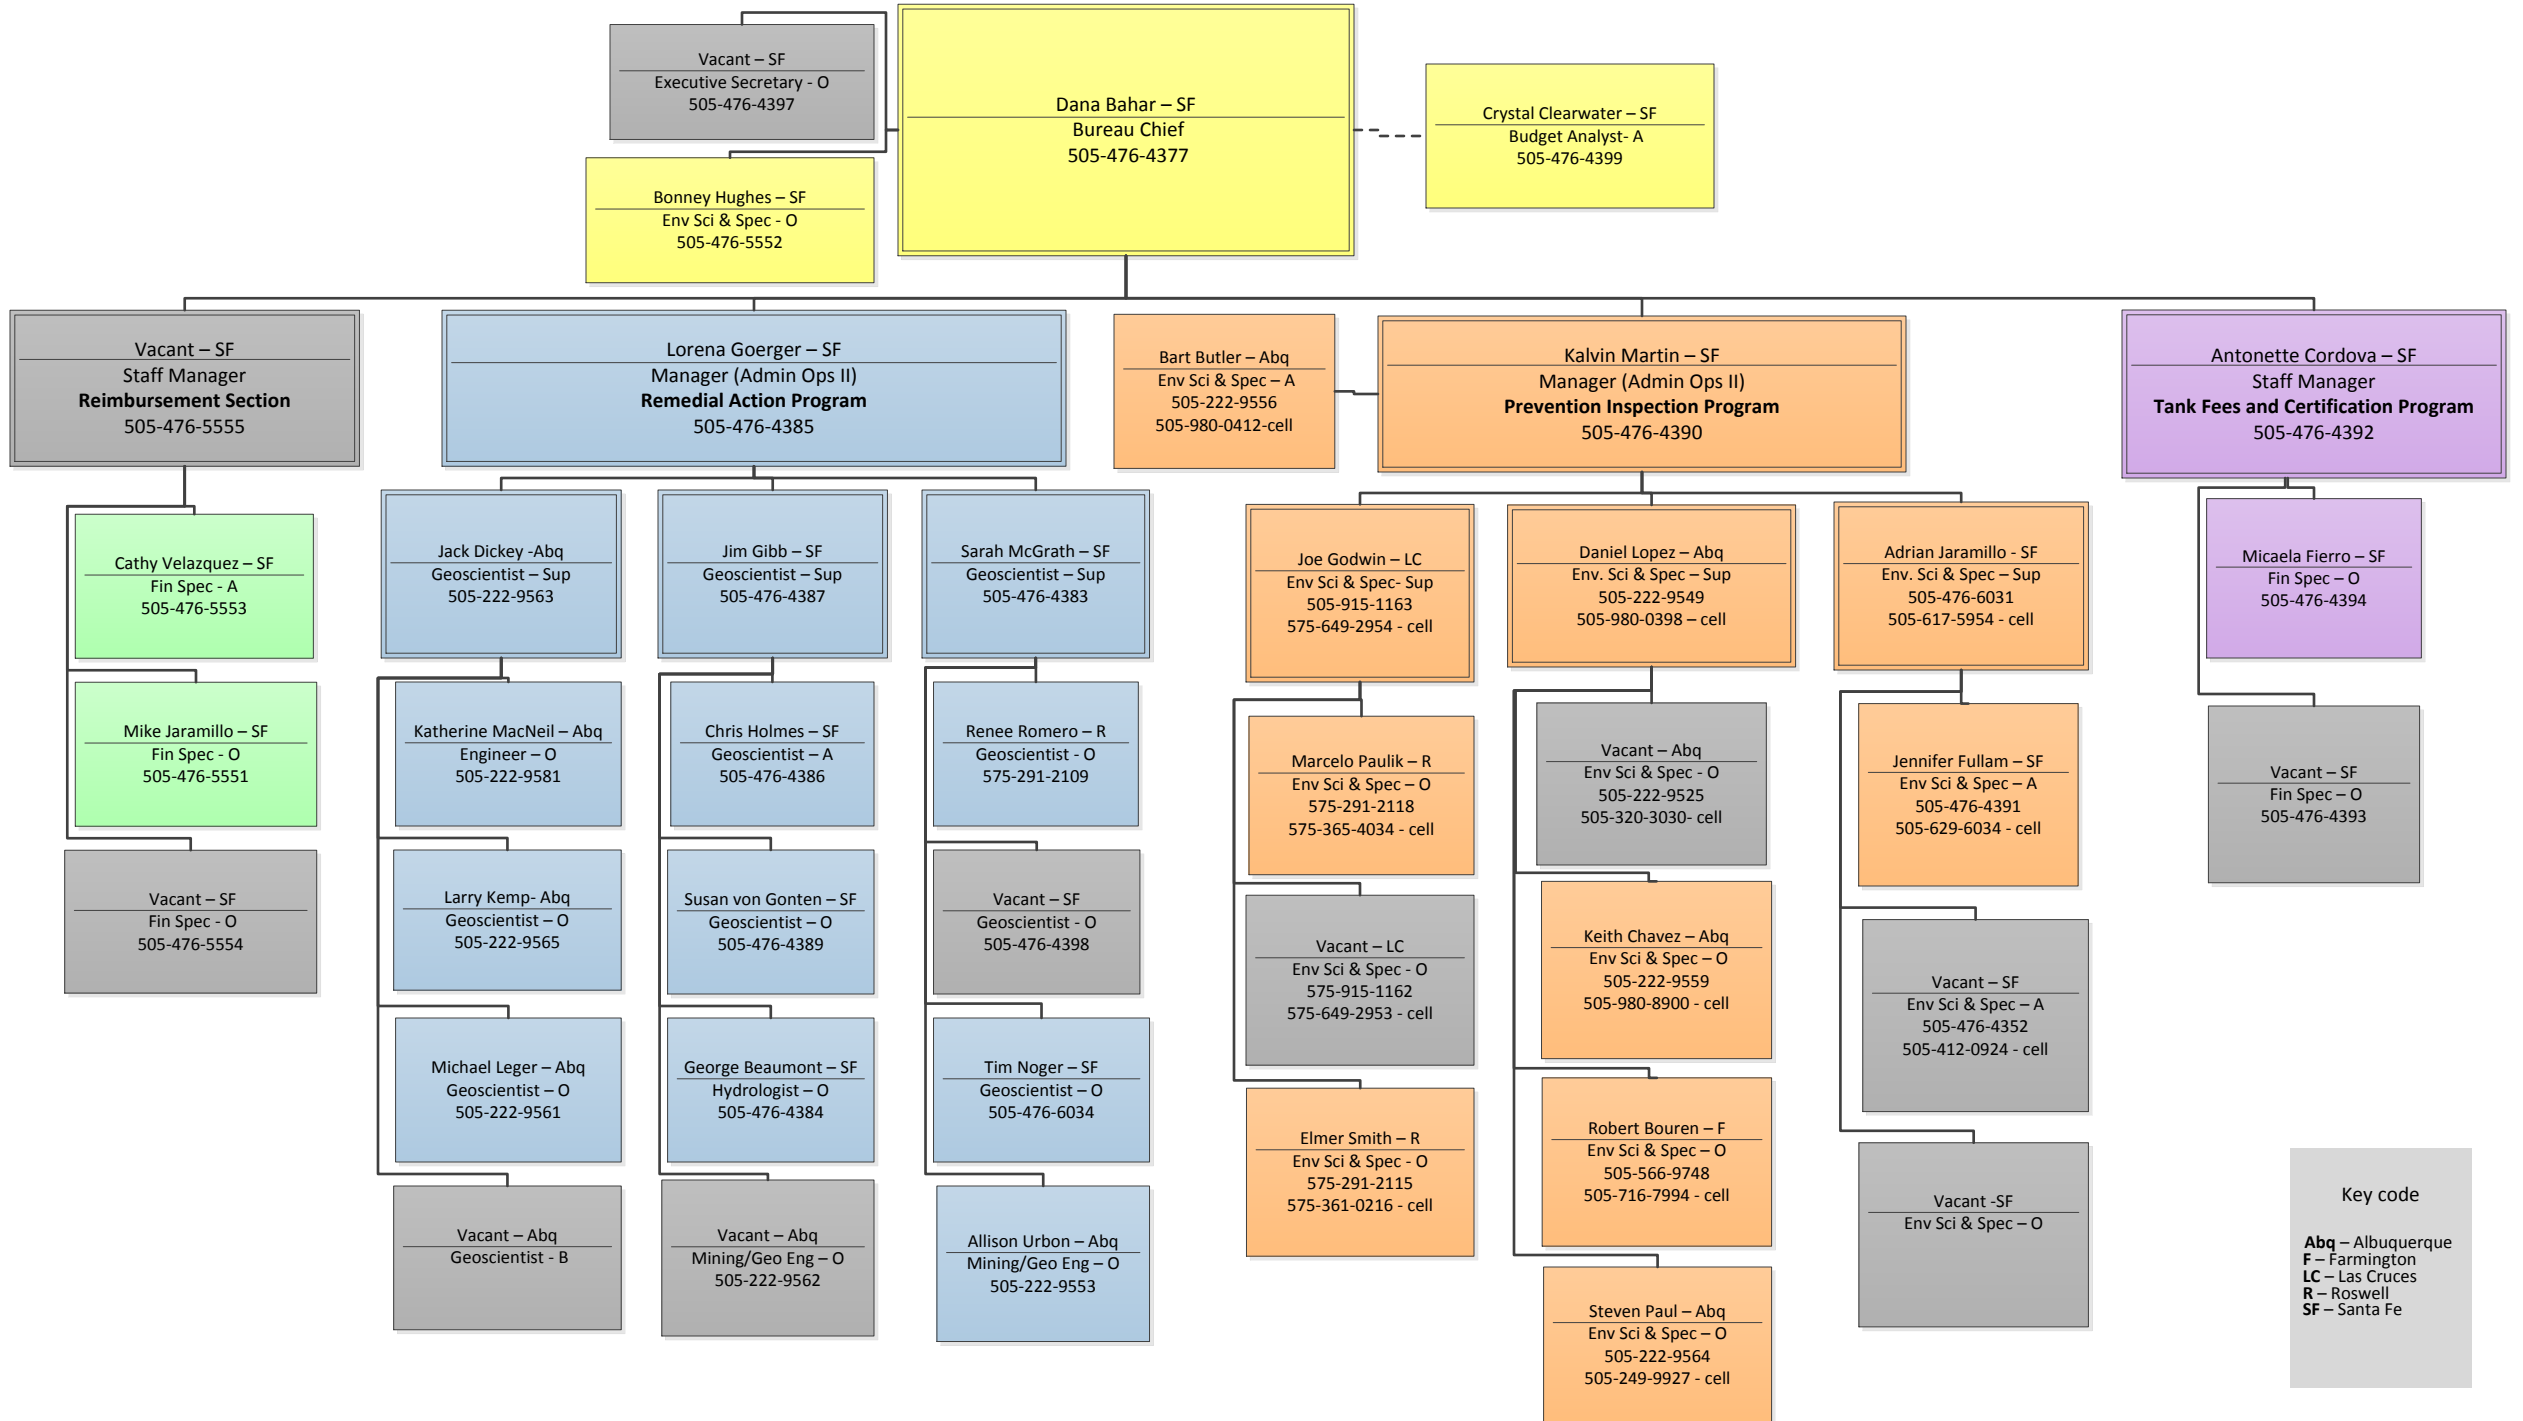 Vacant – SF
Executive Secretary - O
505-476-4397
Dana Bahar – SF
Bureau Chief
505-476-4377
Crystal Clearwater – SF
Budget Analyst- A
505-476-4399
Bonney Hughes – SF
Env Sci & Spec - O
505-476-5552
Vacant – SF
Staff Manager
Reimbursement Section
505-476-5555
Lorena Goerger – SF
Manager (Admin Ops II)
Remedial Action Program
505-476-4385
Bart Butler – Abq
Env Sci & Spec – A
505-222-9556
505-980-0412-cell
Kalvin Martin – SF
Manager (Admin Ops II)
Prevention Inspection Program
505-476-4390
Antonette Cordova – SF
Staff Manager
Tank Fees and Certification Program
505-476-4392
Cathy Velazquez – SF
Fin Spec - A
505-476-5553
Mike Jaramillo – SF
Fin Spec - O
505-476-5551
Vacant – SF
Fin Spec - O
505-476-5554
Jack Dickey -Abq
Geoscientist – Sup
505-222-9563
Katherine MacNeil – Abq
Engineer – O
505-222-9581
Larry Kemp- Abq
Geoscientist – O
505-222-9565
Michael Leger – Abq
Geoscientist – O
505-222-9561
Vacant – Abq
Geoscientist - B
Jim Gibb – SF
Geoscientist – Sup
505-476-4387
Chris Holmes – SF
Geoscientist – A
505-476-4386
Susan von Gonten – SF
Geoscientist – O
505-476-4389
George Beaumont – SF
Hydrologist – O
505-476-4384
Vacant – Abq
Mining/Geo Eng – O
505-222-9562
Sarah McGrath – SF
Geoscientist – Sup
505-476-4383
Renee Romero – R
Geoscientist - O
575-291-2109
Vacant – SF
Geoscientist - O
505-476-4398
Tim Noger – SF
Geoscientist – O
505-476-6034
Allison Urbon – Abq
Mining/Geo Eng – O
505-222-9553
Joe Godwin – LC
Env Sci & Spec- Sup
505-915-1163
575-649-2954 - cell
Marcelo Paulik – R
Env Sci & Spec – O
575-291-2118
575-365-4034 - cell
Vacant – LC
Env Sci & Spec - O
575-915-1162
575-649-2953 - cell
Elmer Smith – R
Env Sci & Spec - O
575-291-2115
575-361-0216 - cell
Daniel Lopez – Abq
Env. Sci & Spec – Sup
505-222-9549
505-980-0398 – cell
Vacant – Abq
Env Sci & Spec - O
505-222-9525
505-320-3030- cell
Keith Chavez – Abq
Env Sci & Spec – O
505-222-9559
505-980-8900 - cell
Robert Bouren – F
Env Sci & Spec – O
505-566-9748
505-716-7994 - cell
Steven Paul – Abq
Env Sci & Spec – O
505-222-9564
505-249-9927 - cell
Adrian Jaramillo - SF
Env. Sci & Spec – Sup
505-476-6031
505-617-5954 - cell
Jennifer Fullam – SF
Env Sci & Spec – A
505-476-4391
505-629-6034 - cell
Vacant – SF
Env Sci & Spec – A
505-476-4352
505-412-0924 - cell
Vacant -SF
Env Sci & Spec – O
Micaela Fierro – SF
Fin Spec – O
505-476-4394
Vacant – SF
Fin Spec – O
505-476-4393
Key code
Abq – Albuquerque
F – Farmington
LC – Las Cruces
R – Roswell
SF – Santa Fe